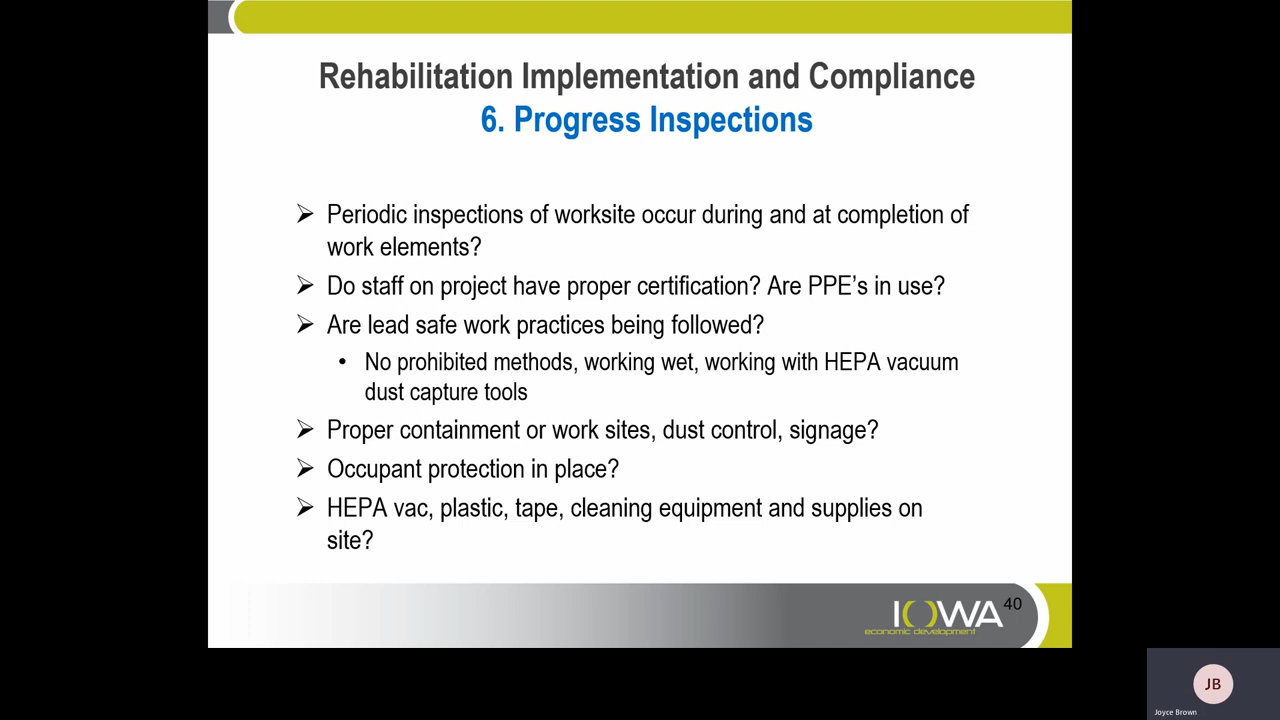 Rehabilitation Implementation and Compliance
6. Progress Inspections
➢ Periodic inspections of worksite occur during and at completion of
work elements?
➢ Do staff on project have proper certification? Are PPE’s in use?
➢ Are lead safe work practices being followed?
• No prohibited methods, working wet, working with HEPA vacuum
dust capture tools
➢ Proper containment or work sites, dust control, signage?
➢ Occupant protection in place?
➢ HEPA vac, plastic, tape, cleaning equipment and supplies on
site?
IOWA
economic development
40
JB
Joyce Brown